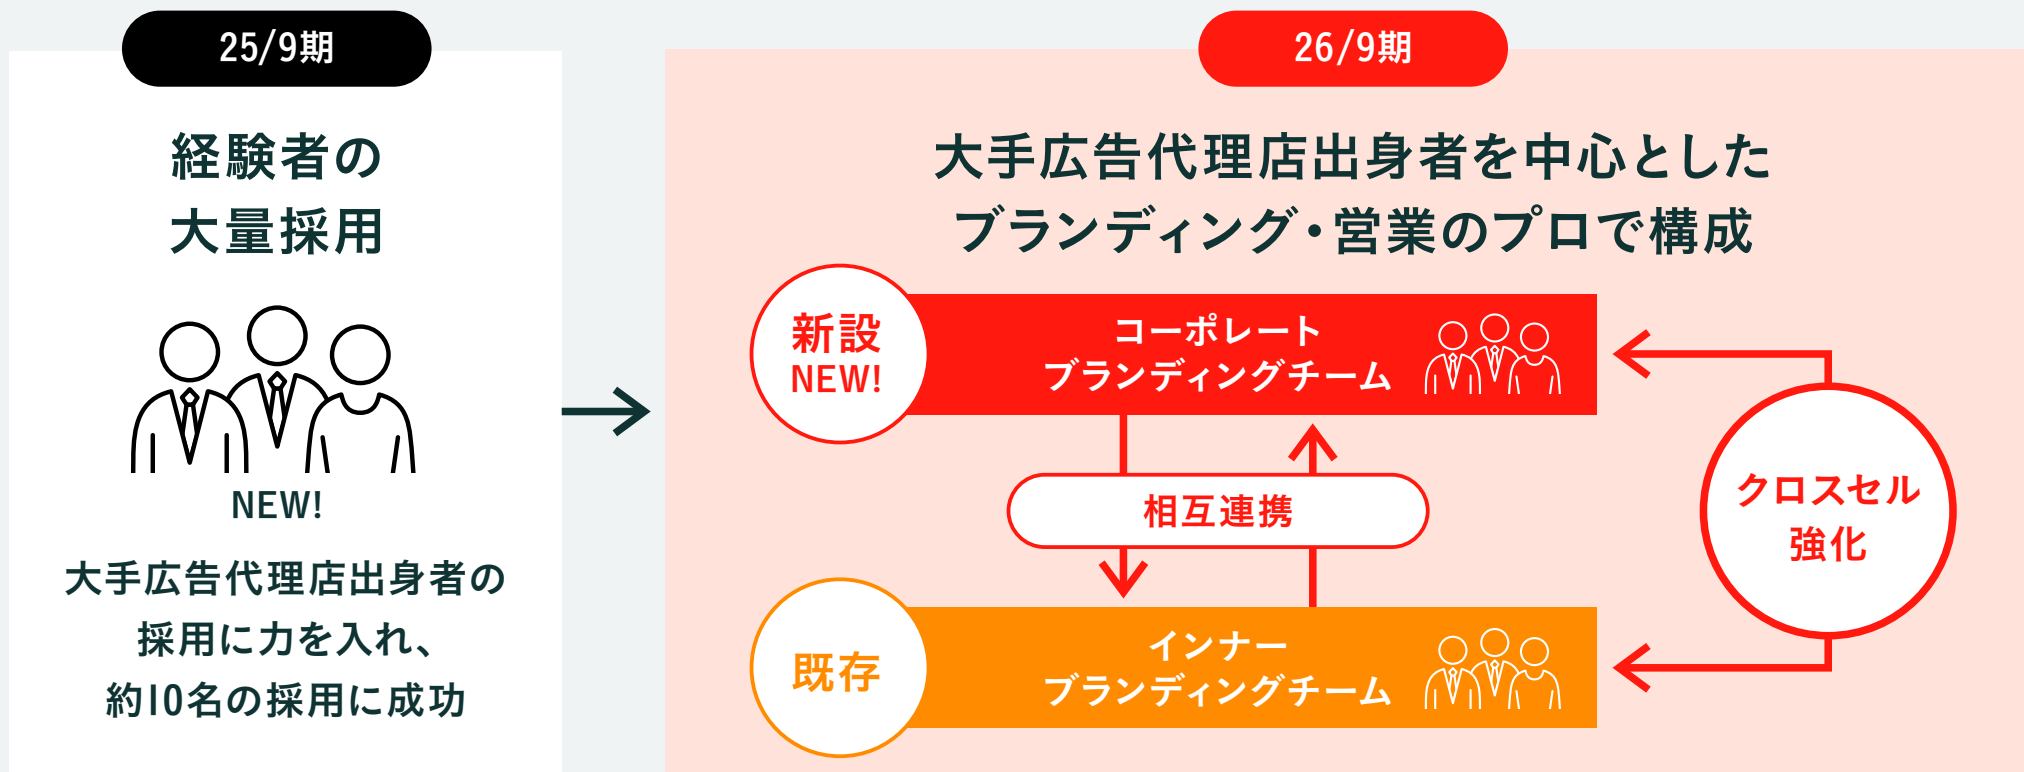 25/9期
経験者の
大量採用
NEW!
大手広告代理店出身者の
採用に力を入れ、
約10名の採用に成功
26/9期
大手広告代理店出身者を中心とした
ブランディング・営業のプロで構成
新設
NEW!
コーポレート
ブランディングチーム
相互連携
クロスセル
強化
既存
インナー
ブランディングチーム